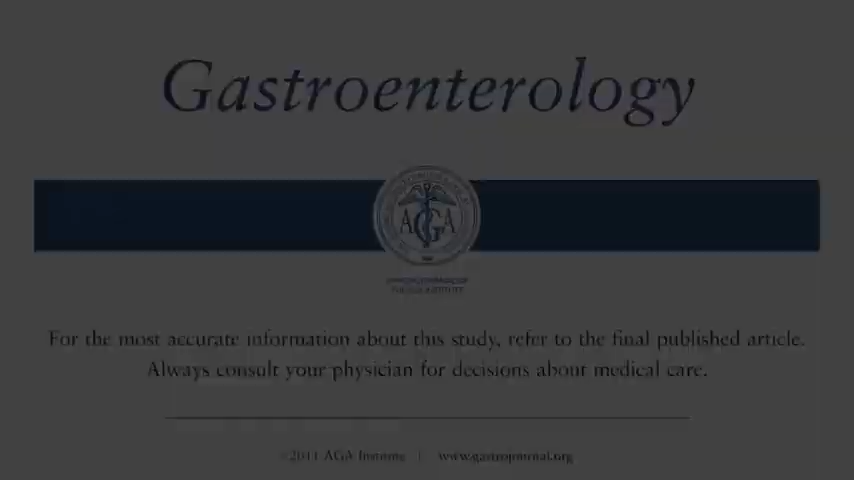 Gastroenterology
AGA
For the most accurate information about this study, refer to the final published article.
Always consult your physician for decisions about medical care.
©2011 AGA Institute | www.gastrojournal.org